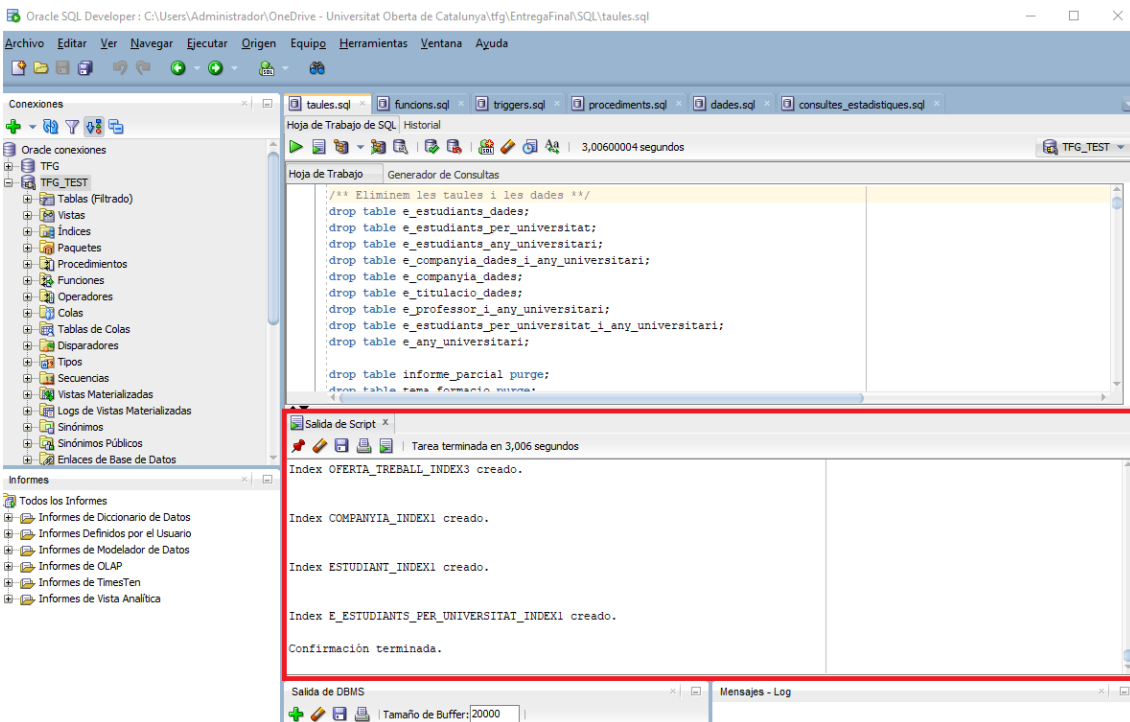 Oracle SQL Developer : C:\Users\Administrador\OneDrive - Universitat Oberta de Catalunya\tfg\EntregaFinal\SQL\taules.sql
Archivo Editar Ver Navegar Ejecutar Origen Equipo Herramientas Ventana Ayuda
Conexiones
Oracle conexiones
TFG
TFG_TEST
Tablas (Filtrado)
Vistas
Índices
Paquetes
Procedimientos
Funciones
Operadores
Colas
Tablas de Colas
Disparadores
Tipos
Secuencias
Vistas Materializadas
Logs de Vistas Materializadas
Sinónimos
Sinónimos Públicos
Enlaces de Base de Datos
Informes
Todos los Informes
Informes de Diccionario de Datos
Informes Definidos por el Usuario
Informes de Modelador de Datos
Informes de OLAP
Informes de TimesTen
Informes de Vista Analítica
taules.sql funcions.sql triggers.sql procediments.sql dades.sql consultes_estadistiques.sql
Hoja de Trabajo de SQL Historial
3,00600004 segundos TFG_TEST
Hoja de Trabajo Generador de Consultas
/** Eliminem les taules i les dades **/
drop table e_estudiants_dades;
drop table e_estudiants_per_universitat;
drop table e_estudiants_any_universitari;
drop table e_companyia_dades_i_any_universitari;
drop table e_companyia_dades;
drop table e_titulacio_dades;
drop table e_professor_i_any_universitari;
drop table e_estudiants_per_universitat_i_any_universitari;
drop table e_any_universitari;
drop table informe_parcial purge;
drop table tema_formacio purge;
Salida de Script
Tarea terminada en 3,006 segundos
Index OFERTA_TREBALL_INDEX3 creado.
Index COMPANYIA_INDEX1 creado.
Index ESTUDIANT_INDEX1 creado.
Index E_ESTUDIANTS_PER_UNIVERSITAT_INDEX1 creado.
Confirmación terminada.
Salida de DBMS
Tamaño de Buffer: 20000
Mensajes - Log